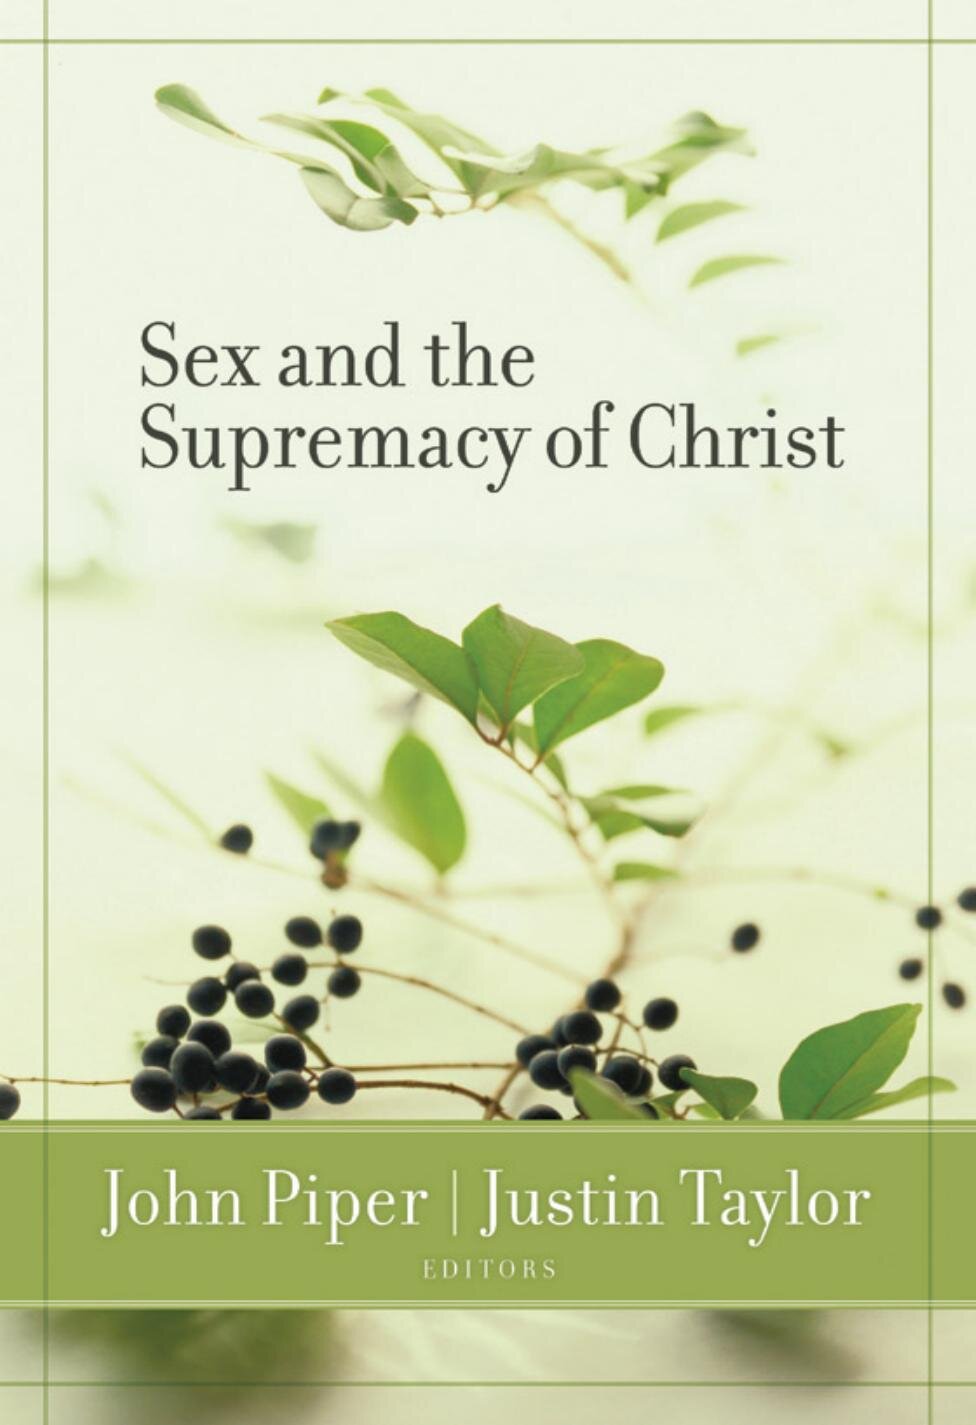 Sex and the
Supremacy of Christ
John Piper | Justin Taylor
EDITORS